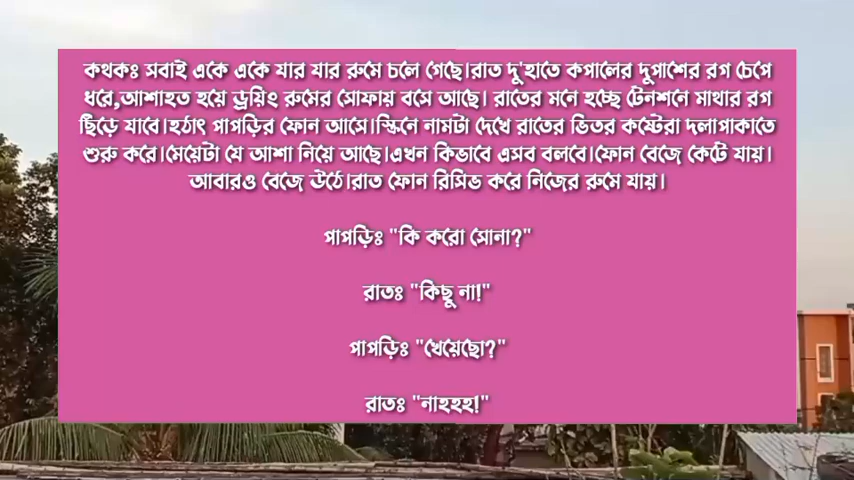 কথকঃ সবাই একে একে যার যার রুমে চলে গেছে।রাত দু'হাতে কপালের দুপাশের রগ চেপে
ধরে,আশাহত হয়ে ড্রয়িং রুমের সোফায় বসে আছে। রাতের মনে হচ্ছে টেনশনে মাথার রগ
ছিঁড়ে যাবে।হঠাৎ পাপড়ির ফোন আসে।স্কিনে নামটা দেখে রাতের ভিতর কষ্টেরা দলাপাকাতে
শুরু করে।মেয়েটা যে আশা নিয়ে আছে।এখন কিভাবে এসব বলবে।ফোন বেজে কেটে যায়।
আবারও বেজে উঠে।রাত ফোন রিসিভ করে নিজের রুমে যায়।
পাপড়িঃ "কি করো সোনা?"
রাতঃ "কিছু না!"
পাপড়িঃ "খেয়েছো?"
রাতঃ "নাহহহ!"